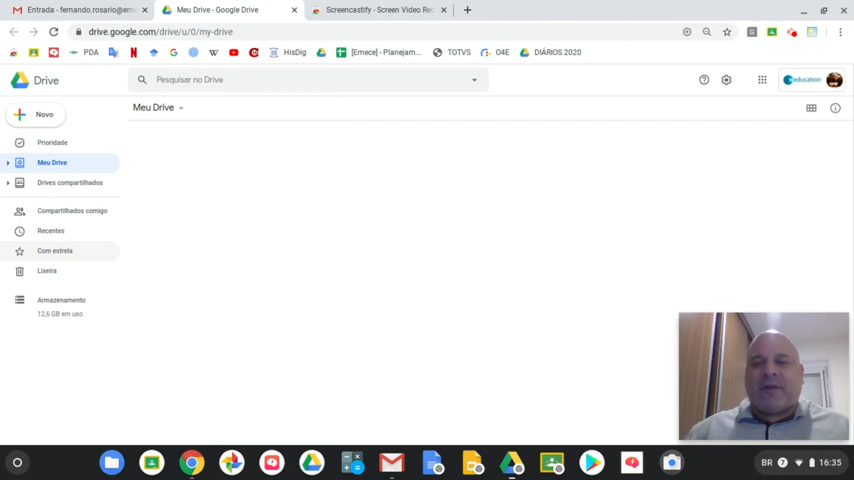 Entrada - fernando.rosario@em
Meu Drive - Google Drive
Screencastify - Screen Video Rec
drive.google.com/drive/u/0/my-drive
PDA
HisDig
[Emece] - Planejam...
TOTVS
O4E
DIÁRIOS 2020
Drive
Pesquisar no Drive
education
Novo
Meu Drive
Prioridade
Meu Drive
Drives compartilhados
Compartilhados comigo
Recentes
Com estrela
Lixeira
Armazenamento
12,6 GB em uso
BR 7 16:35